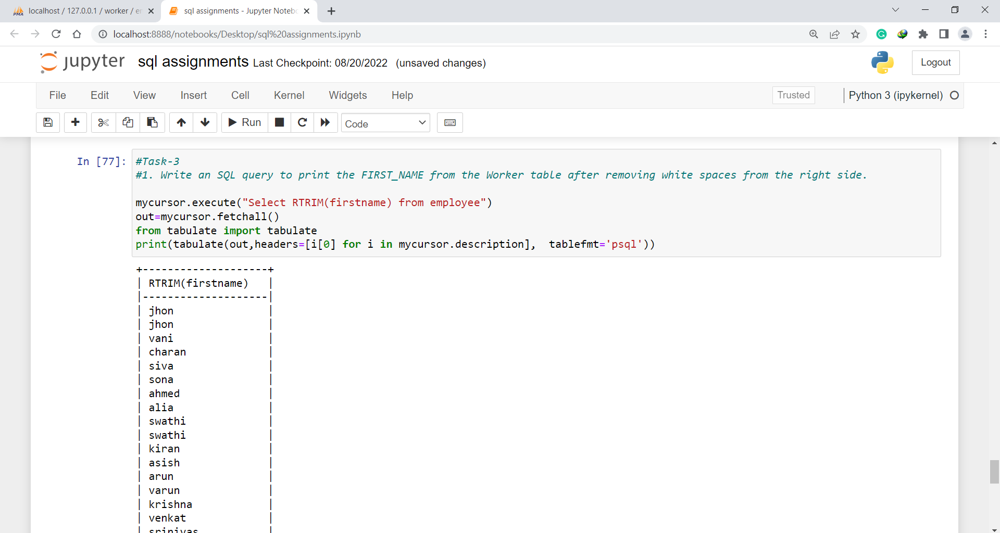 PMA localhost / 127.0.0.1 / worker / er
sql assignments - Jupyter Noteb
localhost:8888/notebooks/Desktop/sql%20assignments.ipynb
jupyter sql assignments Last Checkpoint: 08/20/2022 (unsaved changes)
Logout
File Edit View Insert Cell Kernel Widgets Help
Trusted
Python 3 (ipykernel)
Run
Code
In [77]:
#Task-3
#1. Write an SQL query to print the FIRST_NAME from the Worker table after removing white spaces from the right side.
mycursor.execute("Select RTRIM(firstname) from employee")
out=mycursor.fetchall()
from tabulate import tabulate
print(tabulate(out,headers=[i[0] for i in mycursor.description],  tablefmt='psql'))
+--------------------+
| RTRIM(firstname)   |
|--------------------|
| jhon               |
| jhon               |
| vani               |
| charan             |
| siva               |
| sona               |
| ahmed              |
| alia               |
| swathi             |
| swathi             |
| kiran              |
| asish              |
| arun               |
| varun              |
| krishna            |
| venkat             |
| srinivas           |